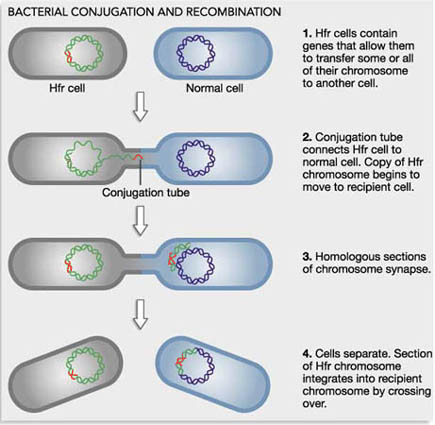 BACTERIAL CONJUGATION AND RECOMBINATION
Hfr cell
Normal cell
1. Hfr cells contain
genes that allow them
to transfer some or all
of their chromosome
to another cell.
Conjugation tube
2. Conjugation tube
connects Hfr cell to
normal cell. Copy of Hfr
chromosome begins to
move to recipient cell.
3. Homologous sections
of chromosome synapse.
4. Cells separate. Section
of Hfr chromosome
integrates into recipient
chromosome by crossing
over.